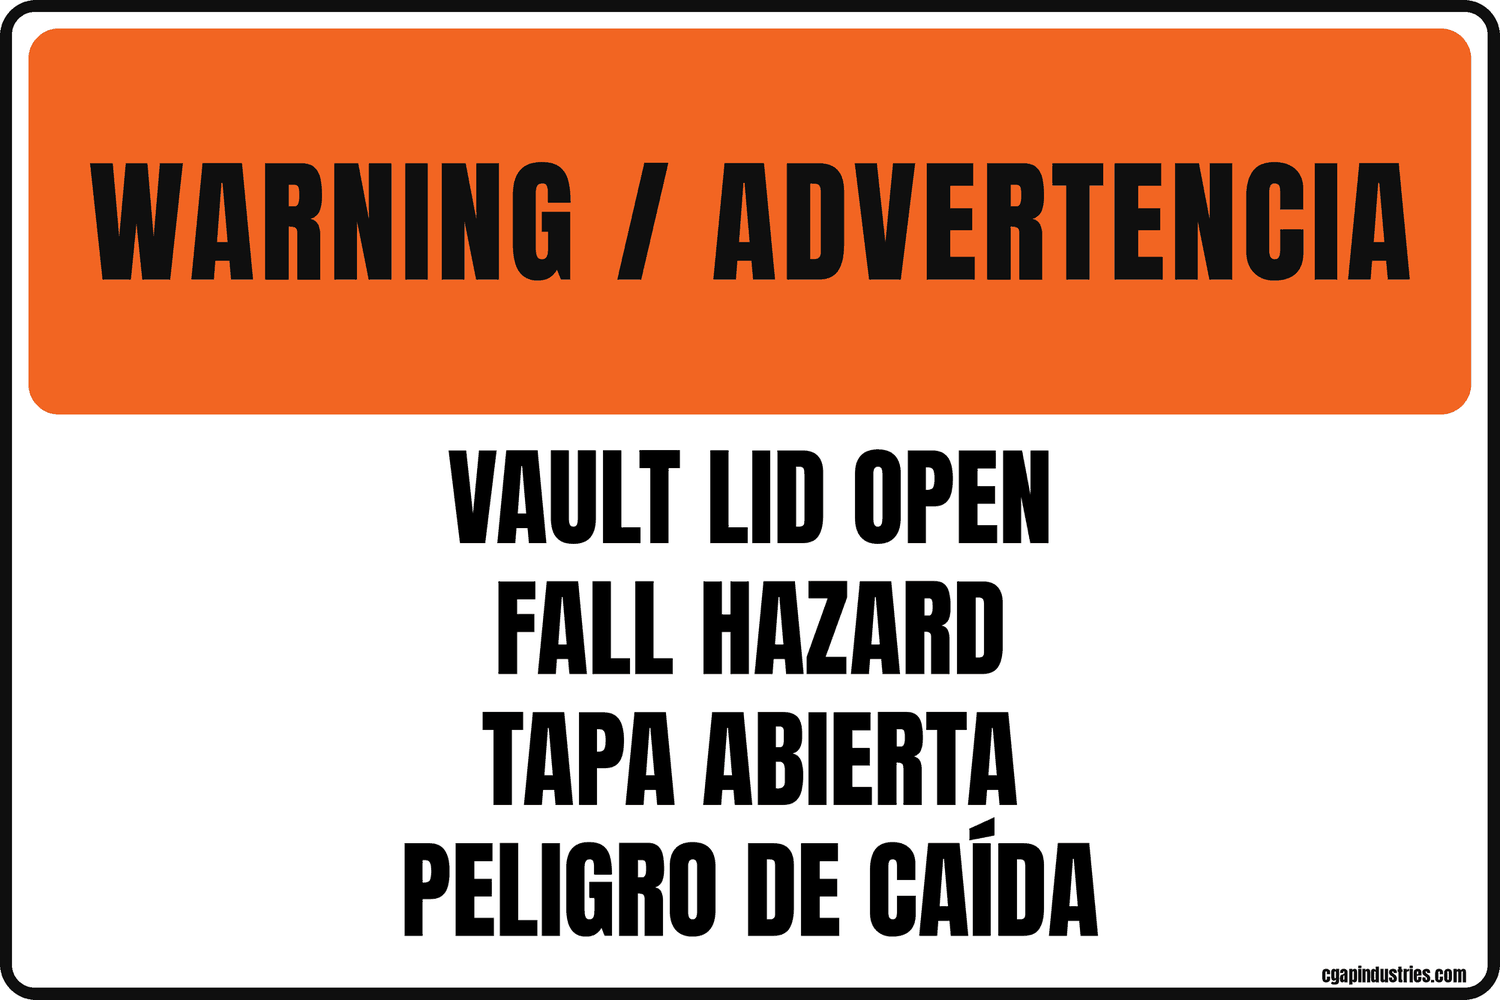 WARNING / ADVERTENCIA
VAULT LID OPEN
FALL HAZARD
TAPA ABIERTA
PELIGRO DE CAÍDA
cgapindustries.com